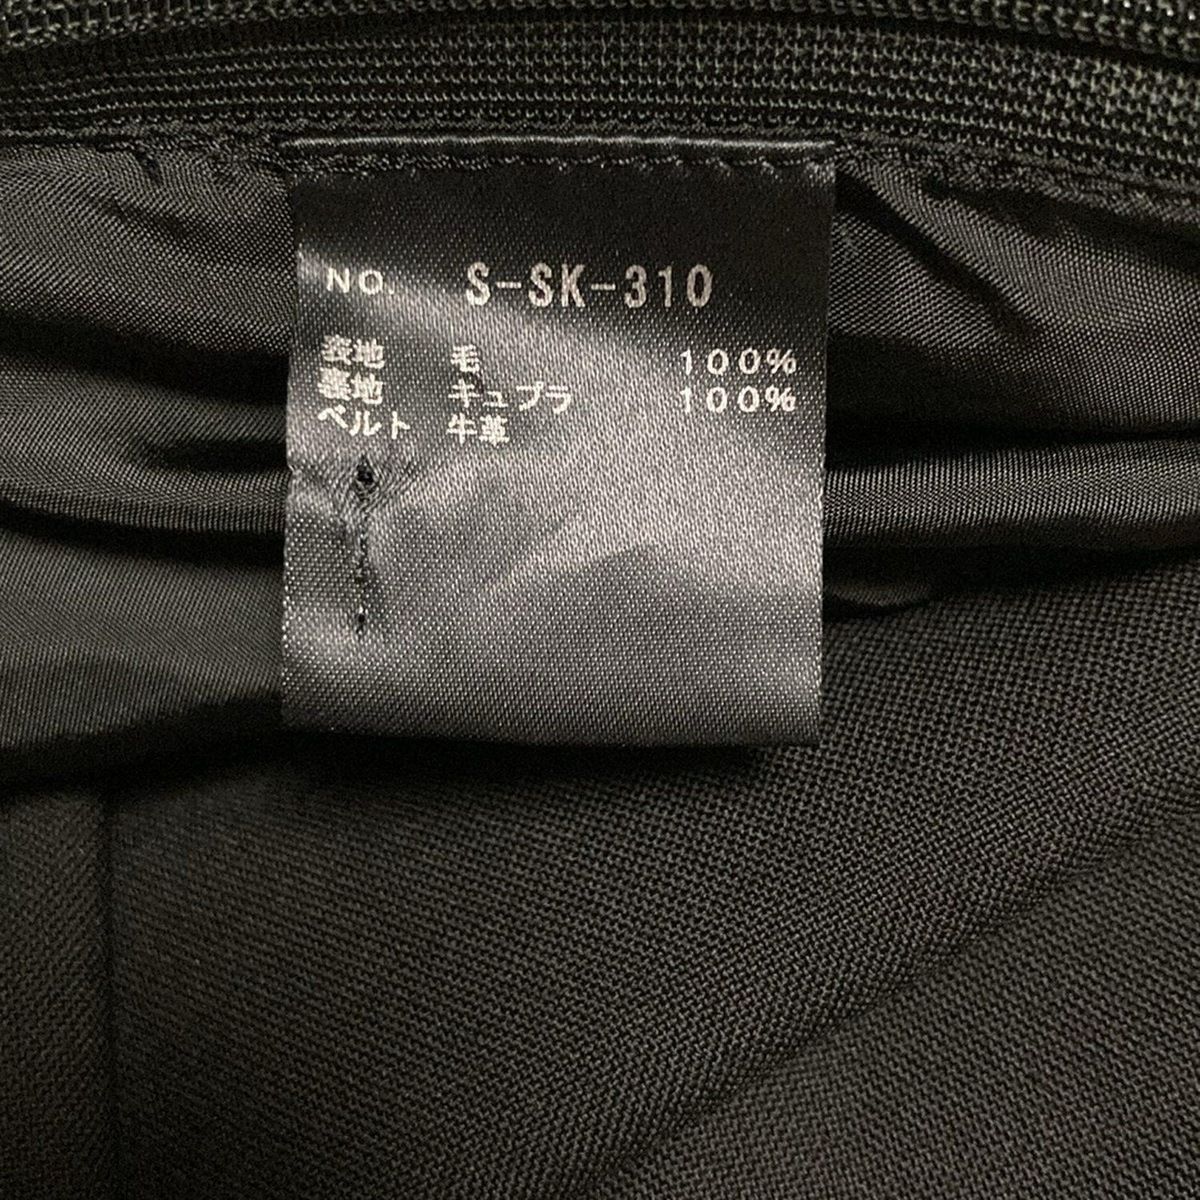 NO. S-SK-310
表地 毛 100%
裏地 キュプラ 100%
ベルト 牛革